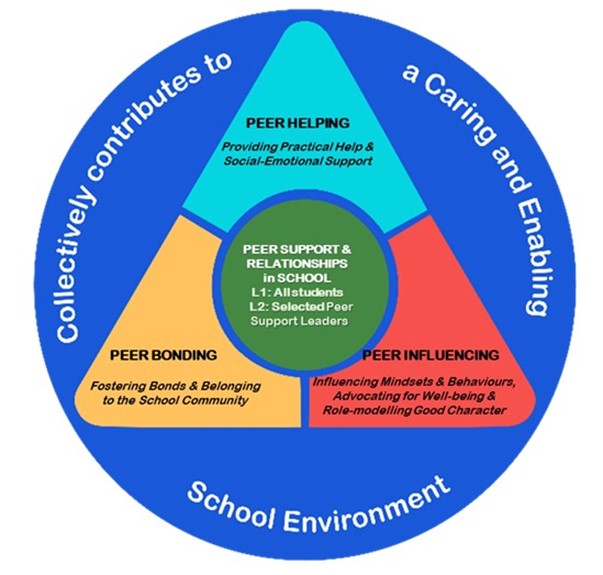 Collectively contributes to
a Caring and Enabling
School Environment
PEER HELPING
Providing Practical Help &
Social-Emotional Support
PEER SUPPORT &
RELATIONSHIPS
in SCHOOL
L1: All students
L2: Selected Peer
Support Leaders
PEER BONDING
Fostering Bonds & Belonging
to the School Community
PEER INFLUENCING
Influencing Mindsets & Behaviours,
Advocating for Well-being &
Role-modelling Good Character